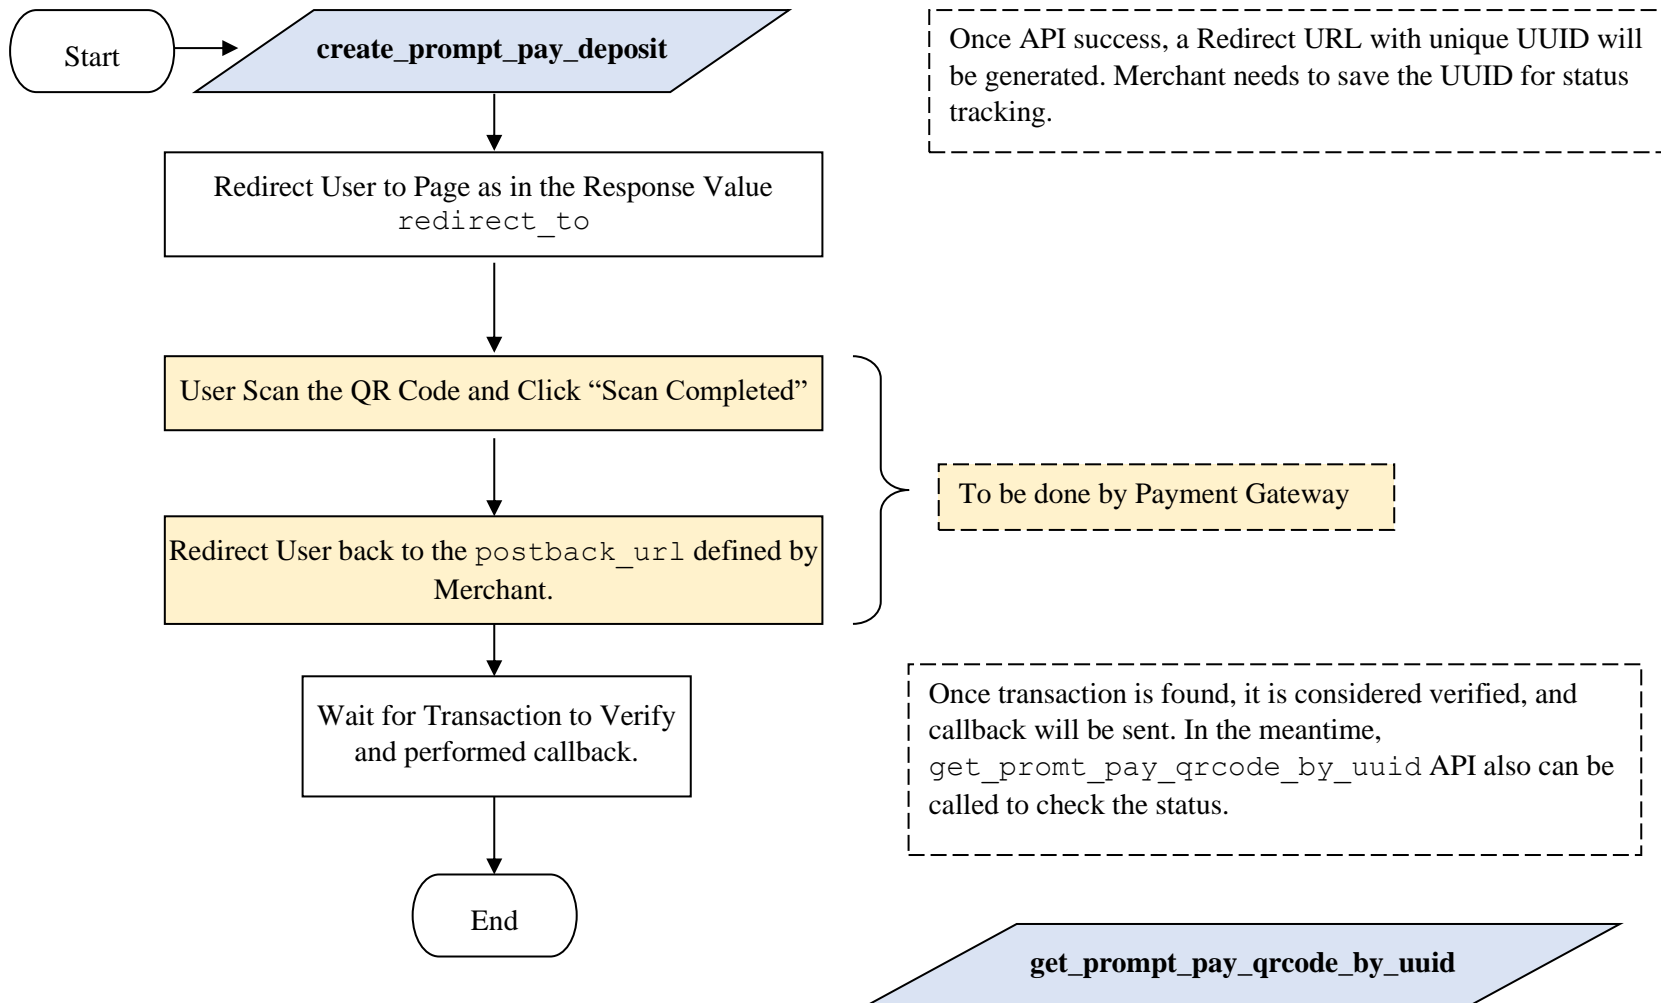 Start
create_prompt_pay_deposit
Once API success, a Redirect URL with unique UUID will
be generated. Merchant needs to save the UUID for status
tracking.
Redirect User to Page as in the Response Value
redirect_to
User Scan the QR Code and Click “Scan Completed”
To be done by Payment Gateway
Redirect User back to the postback_url defined by
Merchant.
Wait for Transaction to Verify
and performed callback.
Once transaction is found, it is considered verified, and
callback will be sent. In the meantime,
get_promt_pay_qrcode_by_uuid API also can be
called to check the status.
End
get_prompt_pay_qrcode_by_uuid